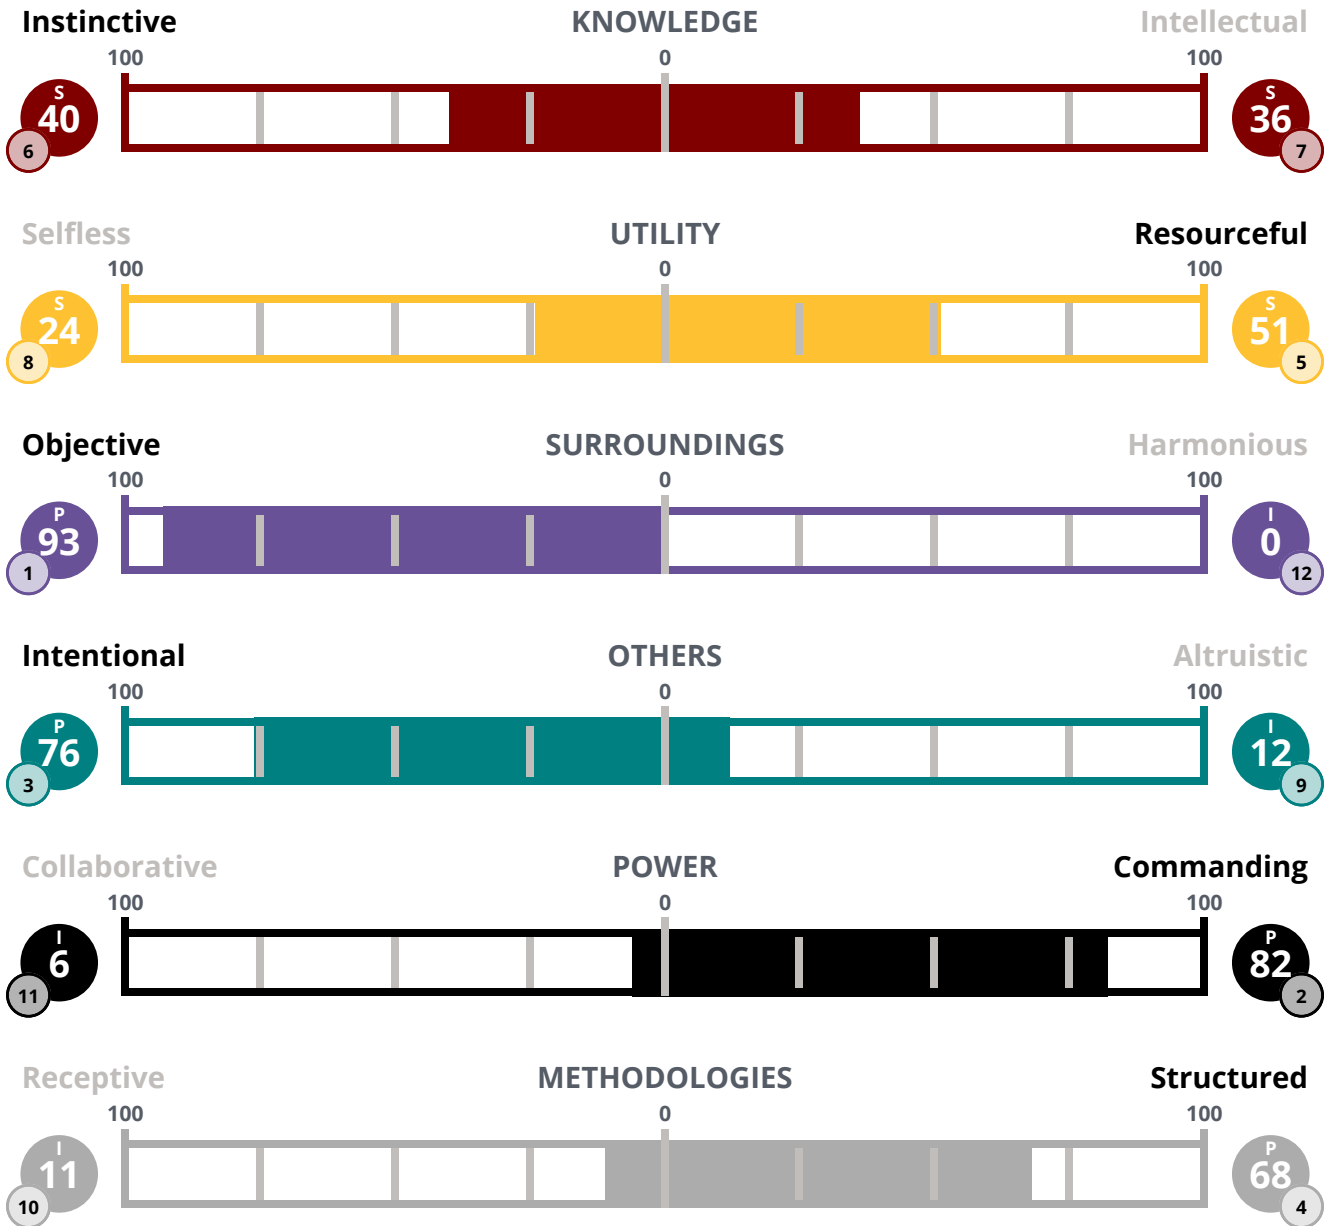 Instinctive KNOWLEDGE Intellectual
100 0 100
S S
40 36
6 7
Selfless UTILITY Resourceful
100 0 100
S S
24 51
8 5
Objective SURROUNDINGS Harmonious
100 0 100
P I
93 0
1 12
Intentional OTHERS Altruistic
100 0 100
P I
76 12
3 9
Collaborative POWER Commanding
100 0 100
I P
6 82
11 2
Receptive METHODOLOGIES Structured
100 0 100
I P
11 68
10 4